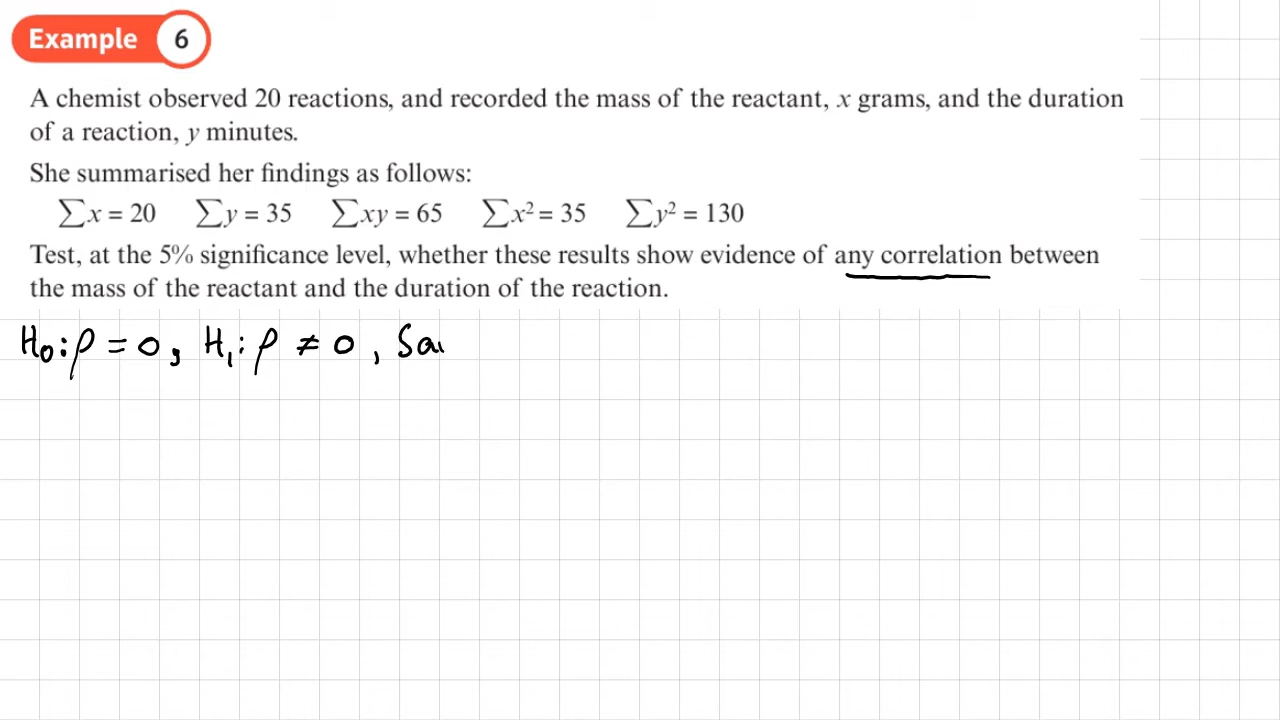 Example 6
A chemist observed 20 reactions, and recorded the mass of the reactant, x grams, and the duration
of a reaction, y minutes.
She summarised her findings as follows:
∑x = 20 ∑y = 35 ∑xy = 65 ∑x² = 35 ∑y² = 130
Test, at the 5% significance level, whether these results show evidence of any correlation between
the mass of the reactant and the duration of the reaction.
H₀: ρ = 0, H₁: ρ ≠ 0, Sa